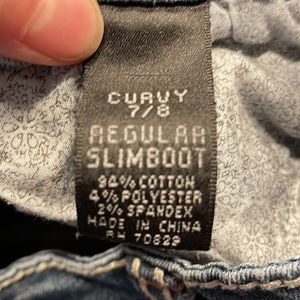 CURVY
7/8
REGULAR
SLIMBOOT
94% COTTON
4% POLYESTER
2% SPANDEX
MADE IN CHINA
RN 70829